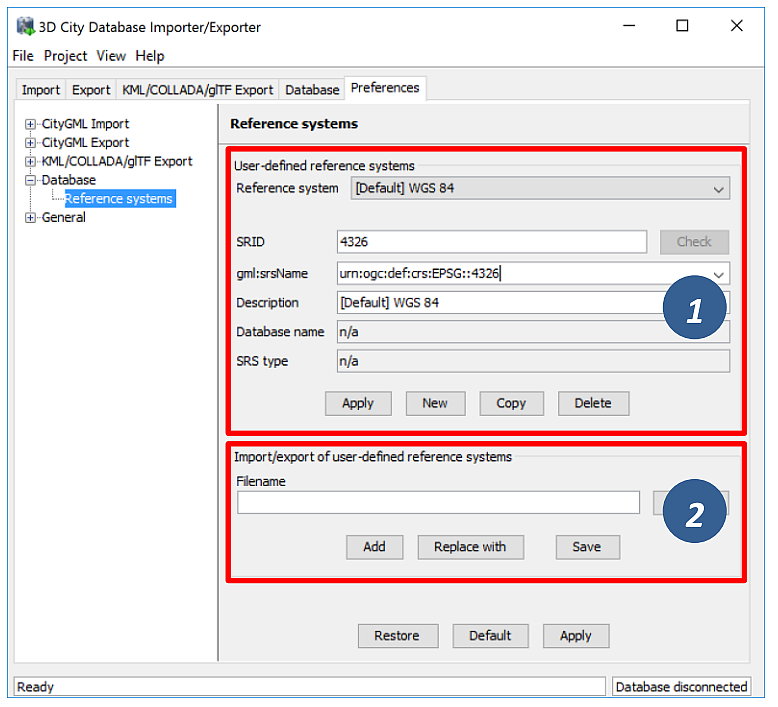 3D City Database Importer/Exporter
File Project View Help
Import Export KML/COLLADA/glTF Export Database Preferences
CityGML Import
CityGML Export
KML/COLLADA/glTF Export
Database
Reference systems
General
Reference systems
User-defined reference systems
Reference system [Default] WGS 84
SRID 4326 Check
gml:srsName urn:ogc:def:crs:EPSG::4326
Description [Default] WGS 84
1
Database name n/a
SRS type n/a
Apply New Copy Delete
Import/export of user-defined reference systems
Filename
2
Add Replace with Save
Restore Default Apply
Ready Database disconnected